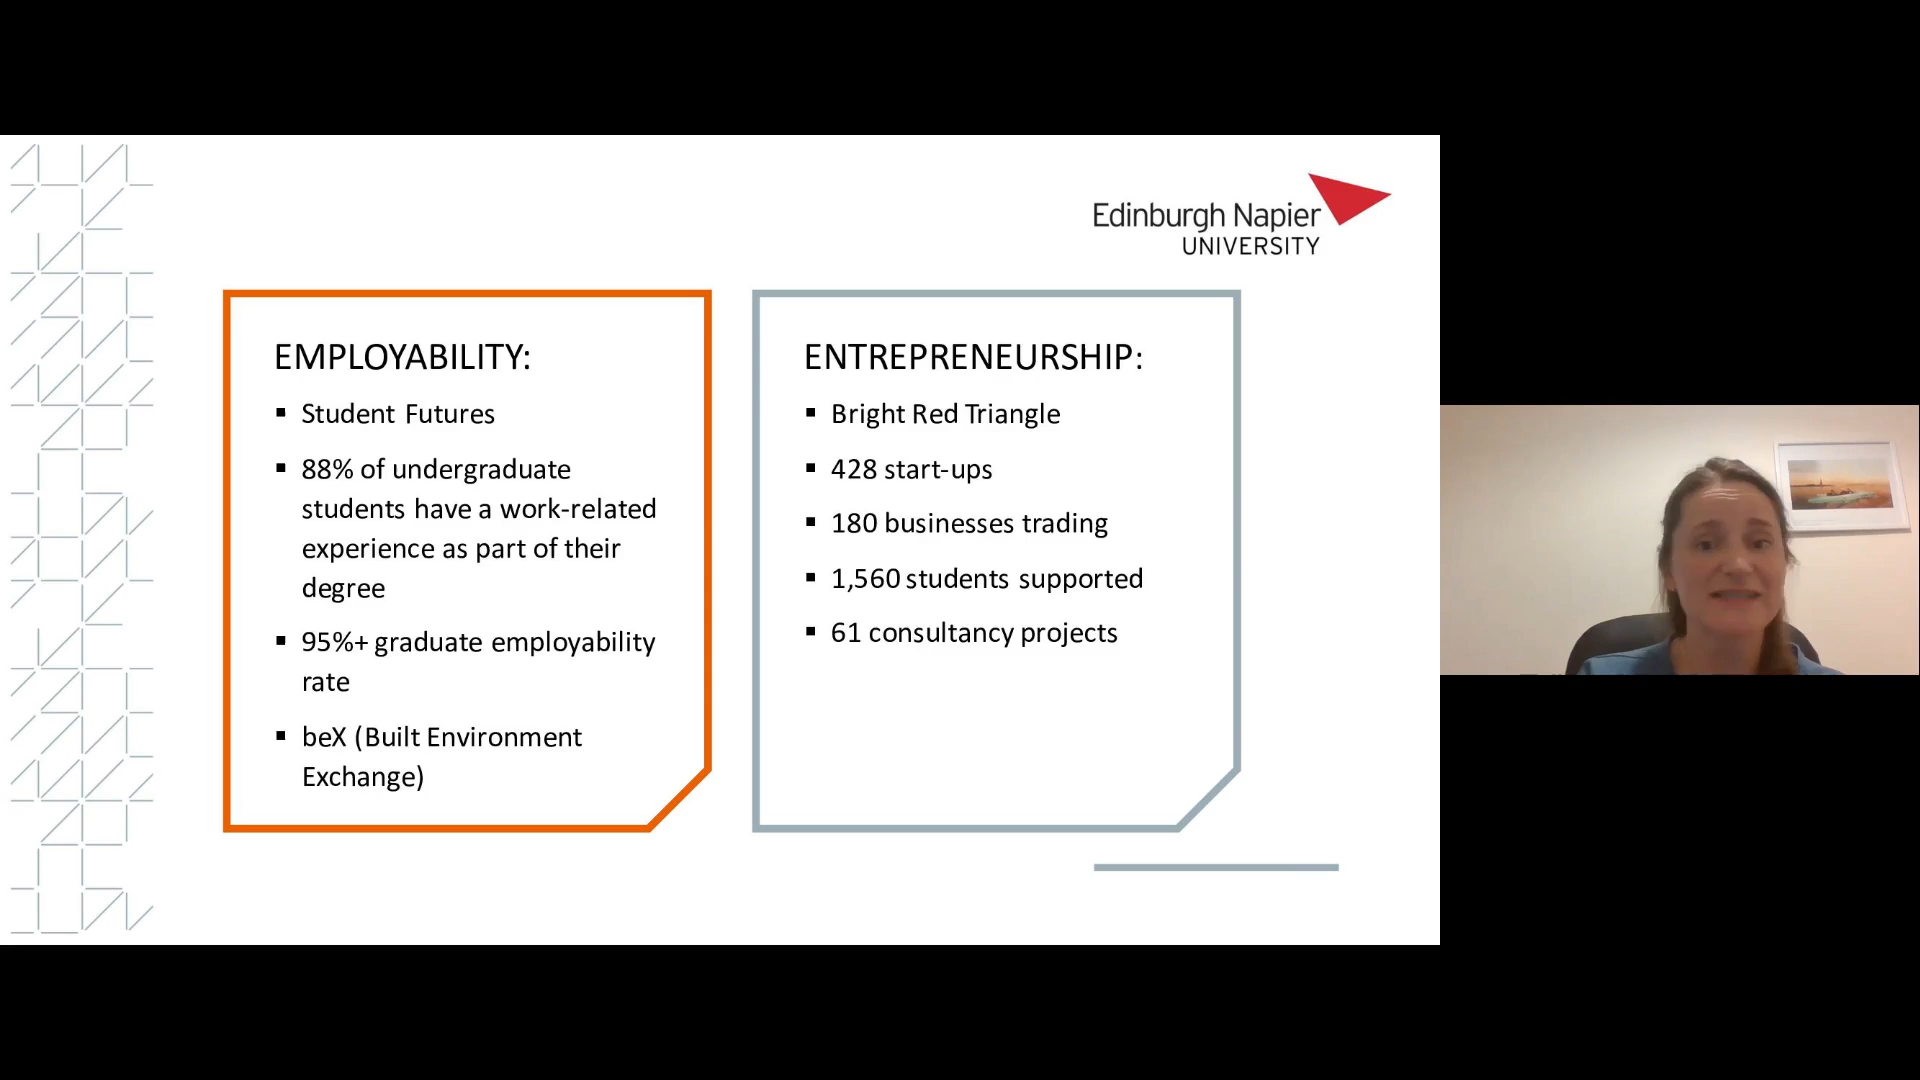 Edinburgh Napier
UNIVERSITY
EMPLOYABILITY:
▪ Student Futures
▪ 88% of undergraduate
students have a work-related
experience as part of their
degree
▪ 95%+ graduate employability
rate
▪ beX (Built Environment
Exchange)
ENTREPRENEURSHIP:
▪ Bright Red Triangle
▪ 428 start-ups
▪ 180 businesses trading
▪ 1,560 students supported
▪ 61 consultancy projects